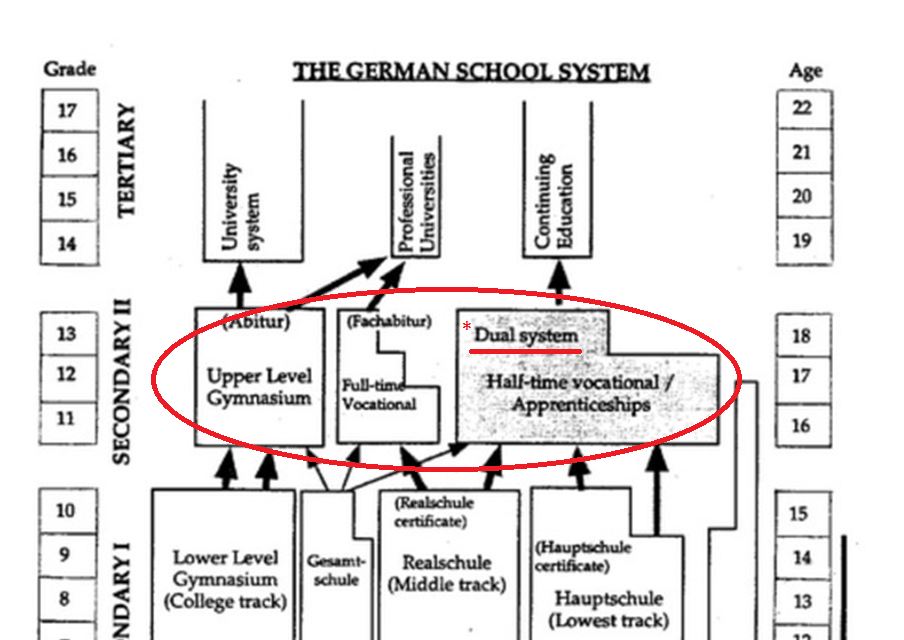 THE GERMAN SCHOOL SYSTEM
Grade
Age
17
16
15
14
TERTIARY
University
system
Professional
Universities
Continuing
Education
22
21
20
19
13
12
11
SECONDARY II
(Abitur)
Upper Level
Gymnasium
(Fachabitur)
Full-time
Vocational
*
Dual system
Half-time vocational /
Apprenticeships
18
17
16
10
9
8
NDARY I
Lower Level
Gymnasium
(College track)
Gesamt-
schule
(Realschule
certificate)
Realschule
(Middle track)
(Hauptschule
certificate)
Hauptschule
(Lowest track)
15
14
13